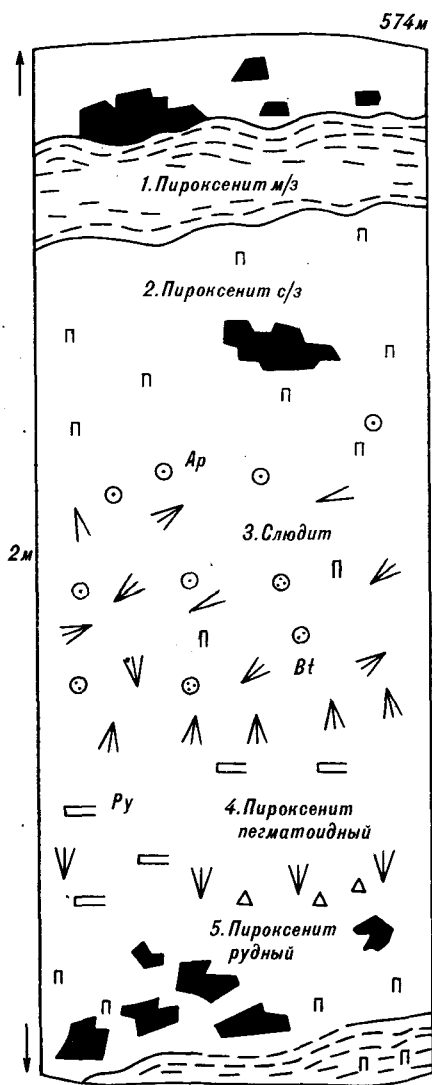 574м
1. Пироксенит м/з
2. Пироксенит с/з
Ap
3. Слюдит
2м
Bt
Py
4. Пироксенит
пегматоидный
5. Пироксенит
рудный